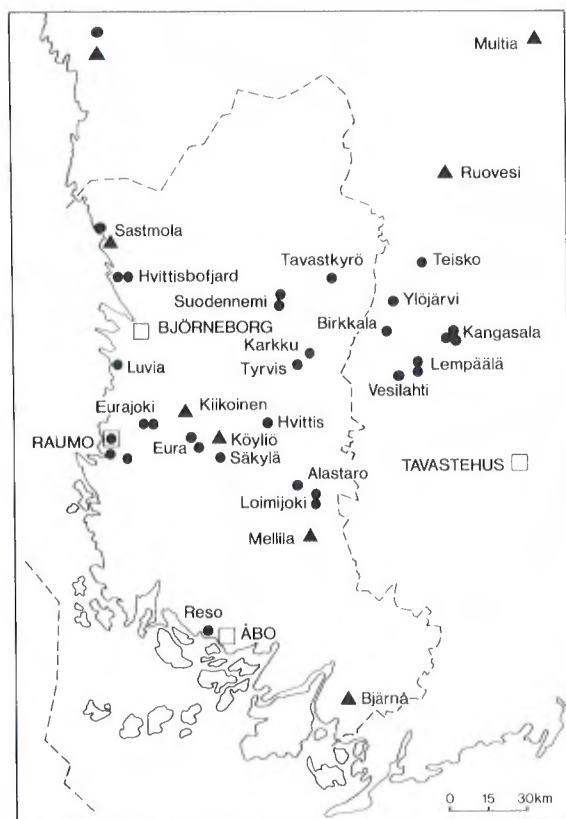 Multia
Ruovesi
Sastmola
Teisko
Tavastkyrö
Hvittisbofjard
Suodennemi
Ylöjärvi
BJÖRNEBORG
Birkkala
Kangasala
Karkku
Luvia
Tyrvis
Lempäälä
Vesilahti
Kiikoinen
Eurajoki
Hvittis
RAUMO
Köyliö
Eura
Säkylä
TAVASTEHUS
Alastaro
Loimijoki
Mellila
Reso
ÅBO
Bjärnå
0 15 30km